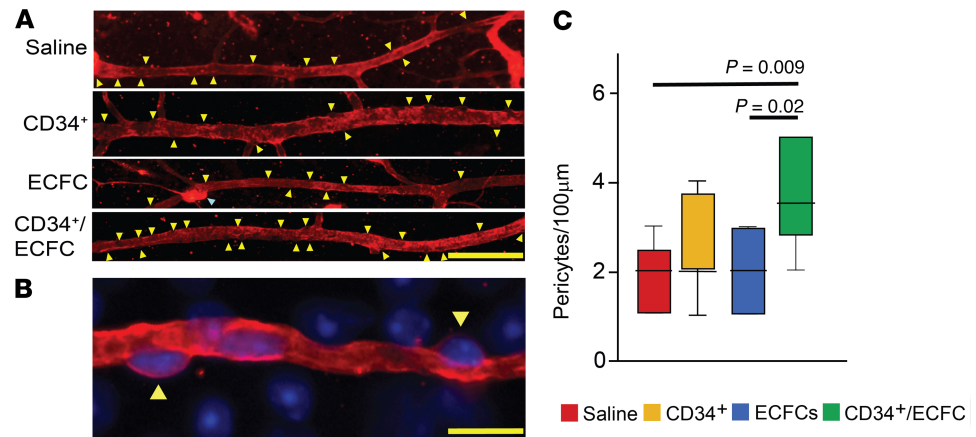 A
Saline
CD34+
ECFC
CD34+/
ECFC
B
C
P = 0.009
P = 0.02
6
4
2
0
Pericytes/100μm
Saline CD34+ ECFCs CD34+/ECFC